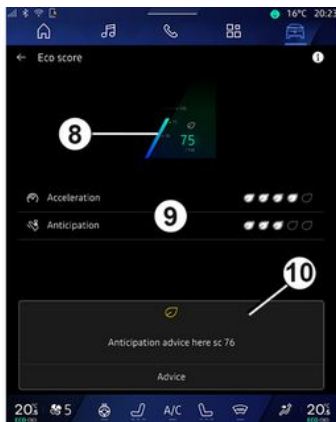 16°C 20:23
Eco score
8
75
Acceleration
9
Anticipation
10
Anticipation advice here sc 76
Advice
20.5 5 A/C 20.5